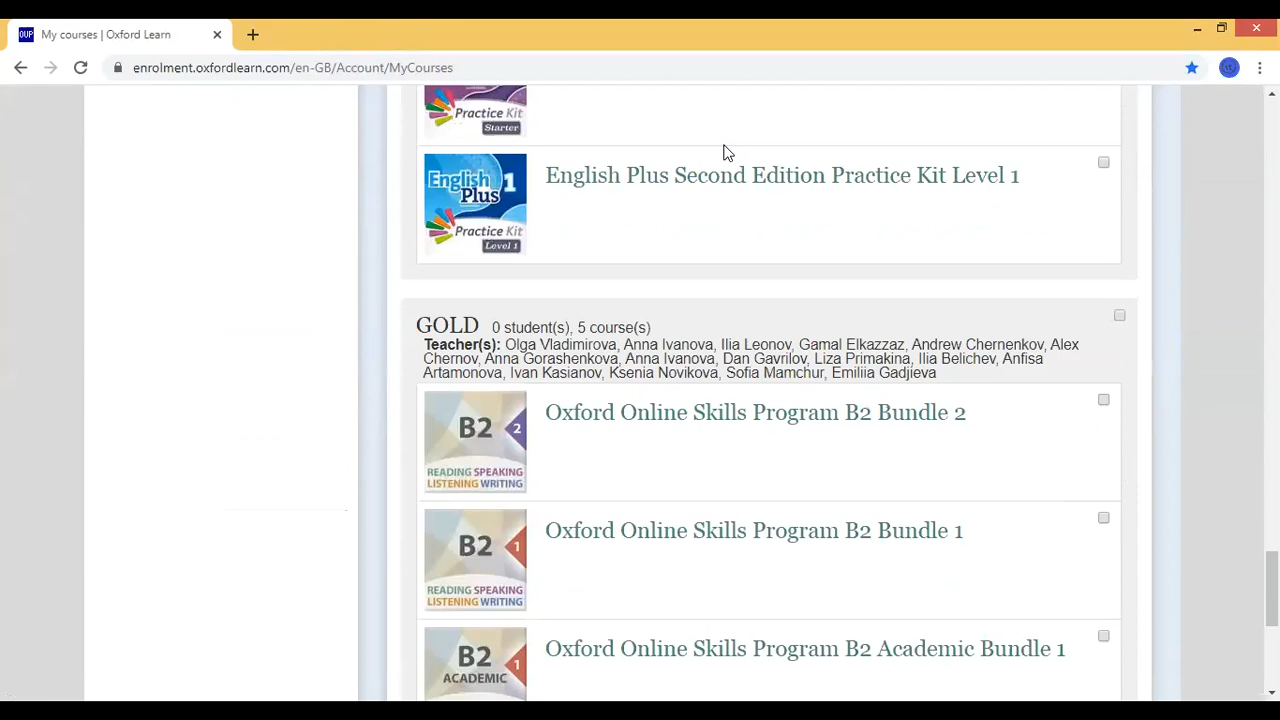 OUP My courses | Oxford Learn
enrolment.oxfordlearn.com/en-GB/Account/MyCourses
Practice Kit
Starter
English Plus 1
Practice Kit
Level 1
English Plus Second Edition Practice Kit Level 1
GOLD 0 student(s), 5 course(s)
Teacher(s): Olga Vladimirova, Anna Ivanova, Ilia Leonov, Gamal Elkazzaz, Andrew Chernenkov, Alex
Chernov, Anna Gorashenkova, Anna Ivanova, Dan Gavrilov, Liza Primakina, Ilia Belichev, Anfisa
Artamonova, Ivan Kasianov, Ksenia Novikova, Sofia Mamchur, Emiliia Gadjieva
B2 2
READING SPEAKING
LISTENING WRITING
Oxford Online Skills Program B2 Bundle 2
B2 1
READING SPEAKING
LISTENING WRITING
Oxford Online Skills Program B2 Bundle 1
B2 1
ACADEMIC
Oxford Online Skills Program B2 Academic Bundle 1